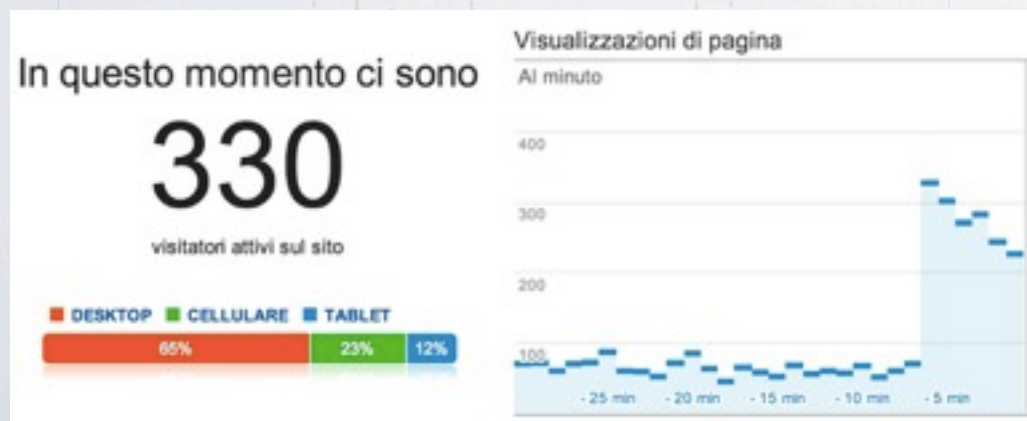 In questo momento ci sono
330
visitatori attivi sul sito
DESKTOP CELLULARE TABLET
65% 23% 12%
Visualizzazioni di pagina
Al minuto
400
300
200
100
- 25 min - 20 min - 15 min - 10 min - 5 min